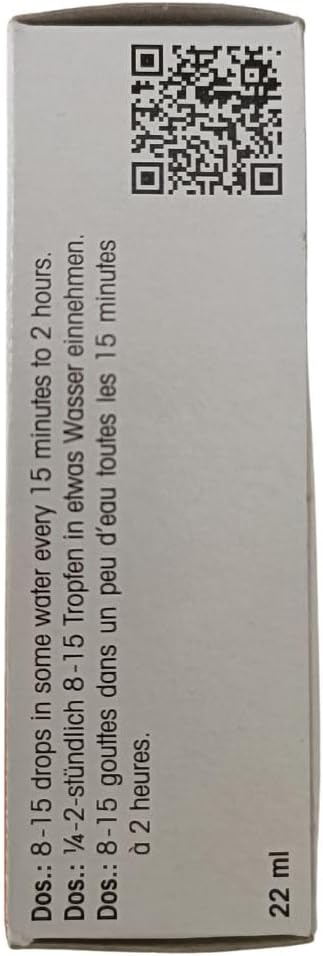 Dos.: 8-15 drops in some water every 15 minutes to 2 hours.
Dos.: ¼-2-stündlich 8-15 Tropfen in etwas Wasser einnehmen.
Dos.: 8-15 gouttes dans un peu d'eau toutes les 15 minutes
à 2 heures.
22 ml